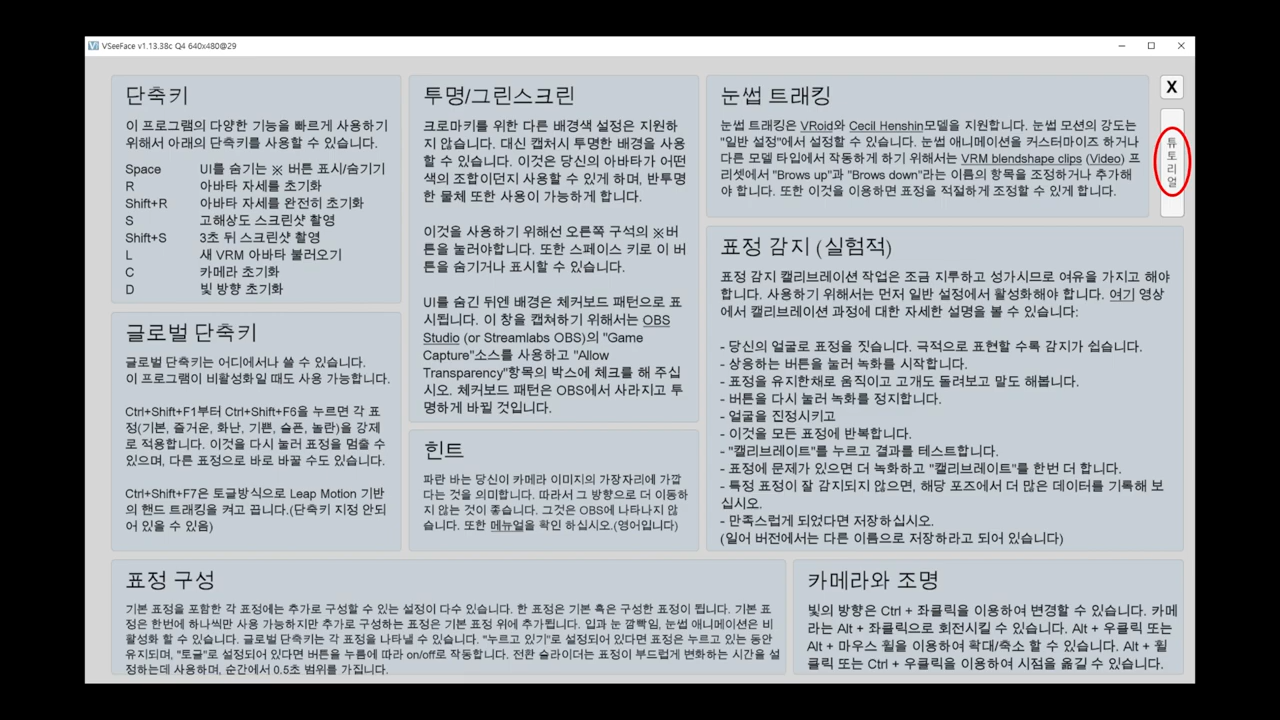 VSeeFace v1.13.38c Q4 640x480@29
단축키
이 프로그램의 다양한 기능을 빠르게 사용하기
위해서 아래의 단축키를 사용할 수 있습니다.
Space UI를 숨기는 ※ 버튼 표시/숨기기
R 아바타 자세를 초기화
Shift+R 아바타 자세를 완전히 초기화
S 고해상도 스크린샷 촬영
Shift+S 3초 뒤 스크린샷 촬영
L 새 VRM 아바타 불러오기
C 카메라 초기화
D 빛 방향 초기화
글로벌 단축키
글로벌 단축키는 어디에서나 쓸 수 있습니다.
이 프로그램이 비활성화일 때도 사용 가능합니다.
Ctrl+Shift+F1부터 Ctrl+Shift+F6을 누르면 각 표
정(기본, 즐거운, 화난, 기쁜, 슬픈, 놀란)을 강제
로 적용합니다. 이것을 다시 눌러 표정을 멈출 수
있으며, 다른 표정으로 바로 바꿀 수도 있습니다.
Ctrl+Shift+F7은 토글방식으로 Leap Motion 기반
의 핸드 트래킹을 켜고 끕니다.(단축키 지정 안되
어 있을 수 있음)
투명/그린스크린
크로마키를 위한 다른 배경색 설정은 지원하
지 않습니다. 대신 캡처시 투명한 배경을 사용
할 수 있습니다. 이것은 당신의 아바타가 어떤
색의 조합이던지 사용할 수 있게 하며, 반투명
한 물체 또한 사용이 가능하게 합니다.
이것을 사용하기 위해선 오른쪽 구석의 ※버
튼을 눌러야합니다. 또한 스페이스 키로 이 버
튼을 숨기거나 표시할 수 있습니다.
UI를 숨긴 뒤엔 배경은 체커보드 패턴으로 표
시됩니다. 이 창을 캡쳐하기 위해서는 OBS
Studio (or Streamlabs OBS)의 "Game
Capture"소스를 사용하고 "Allow
Transparency"항목의 박스에 체크를 해 주십
시오. 체커보드 패턴은 OBS에서 사라지고 투
명하게 바뀔 것입니다.
힌트
파란 바는 당신이 카메라 이미지의 가장자리에 가깝
다는 것을 의미합니다. 따라서 그 방향으로 더 이동하
지 않는 것이 좋습니다. 그것은 OBS에 나타나지 않
습니다. 또한 메뉴얼을 확인 하십시오.(영어입니다)
눈썹 트래킹
눈썹 트래킹은 VRoid와 Cecil Henshin모델을 지원합니다. 눈썹 모션의 강도는
"일반 설정"에서 설정할 수 있습니다. 눈썹 애니메이션을 커스터마이즈 하거나
다른 모델 타입에서 작동하게 하기 위해서는 VRM blendshape clips (Video) 프
리셋에서 "Brows up"과 "Brows down"라는 이름의 항목을 조정하거나 추가해
야 합니다. 또한 이것을 이용하면 표정을 적절하게 조정할 수 있게 합니다.
X
튜
토
리
얼
표정 감지 (실험적)
표정 감지 캘리브레이션 작업은 조금 지루하고 성가시므로 여유을 가지고 해야
합니다. 사용하기 위해서는 먼저 일반 설정에서 활성화해야 합니다. 여기 영상
에서 캘리브레이션 과정에 대한 자세한 설명을 볼 수 있습니다:
- 당신의 얼굴로 표정을 짓습니다. 극적으로 표현할 수록 감지가 쉽습니다.
- 상응하는 버튼을 눌러 녹화를 시작합니다.
- 표정을 유지한채로 움직이고 고개도 돌려보고 말도 해봅니다.
- 버튼을 다시 눌러 녹화를 정지합니다.
- 얼굴을 진정시키고
- 이것을 모든 표정에 반복합니다.
- "캘리브레이트"를 누르고 결과를 테스트합니다.
- 표정에 문제가 있으면 더 녹화하고 "캘리브레이트"를 한번 더 합니다.
- 특정 표정이 잘 감지되지 않으면, 해당 포즈에서 더 많은 데이터를 기록해 보
십시오.
- 만족스럽게 되었다면 저장하십시오.
(일어 버전에서는 다른 이름으로 저장하라고 되어 있습니다)
표정 구성
기본 표정을 포함한 각 표정에는 추가로 구성할 수 있는 설정이 다수 있습니다. 한 표정은 기본 혹은 구성한 표정이 됩니다. 기본 표
정은 한번에 하나씩만 사용 가능하지만 추가로 구성하는 표정은 기본 표정 위에 추가됩니다. 입과 눈 깜빡임, 눈썹 애니메이션은 비
활성화 할 수 있습니다. 글로벌 단축키는 각 표정을 나타낼 수 있습니다. "누르고 있기"로 설정되어 있다면 표정은 누르고 있는 동안
유지되며, "토글"로 설정되어 있다면 버튼을 누름에 따라 on/off로 작동합니다. 전환 슬라이더는 표정이 부드럽게 변화하는 시간을 설
정하는데 사용하며, 순간에서 0.5초 범위를 가집니다.
카메라와 조명
빛의 방향은 Ctrl + 좌클릭을 이용하여 변경할 수 있습니다. 카메
라는 Alt + 좌클릭으로 회전시킬 수 있습니다. Alt + 우클릭 또는
Alt + 마우스 휠을 이용하여 확대/축소 할 수 있습니다. Alt + 휠
클릭 또는 Ctrl + 우클릭을 이용하여 시점을 옮길 수 있습니다.